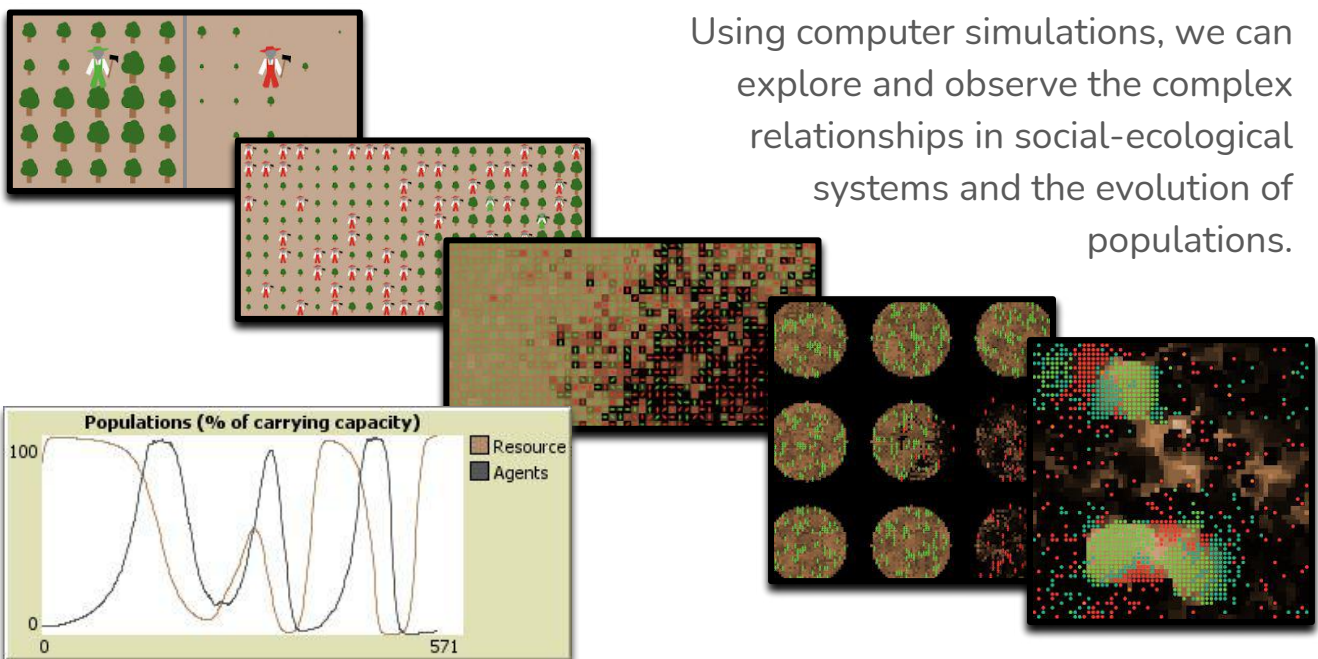 Using computer simulations, we can
explore and observe the complex
relationships in social-ecological
systems and the evolution of
populations.
Populations (% of carrying capacity)
100
0
0
571
Resource
Agents